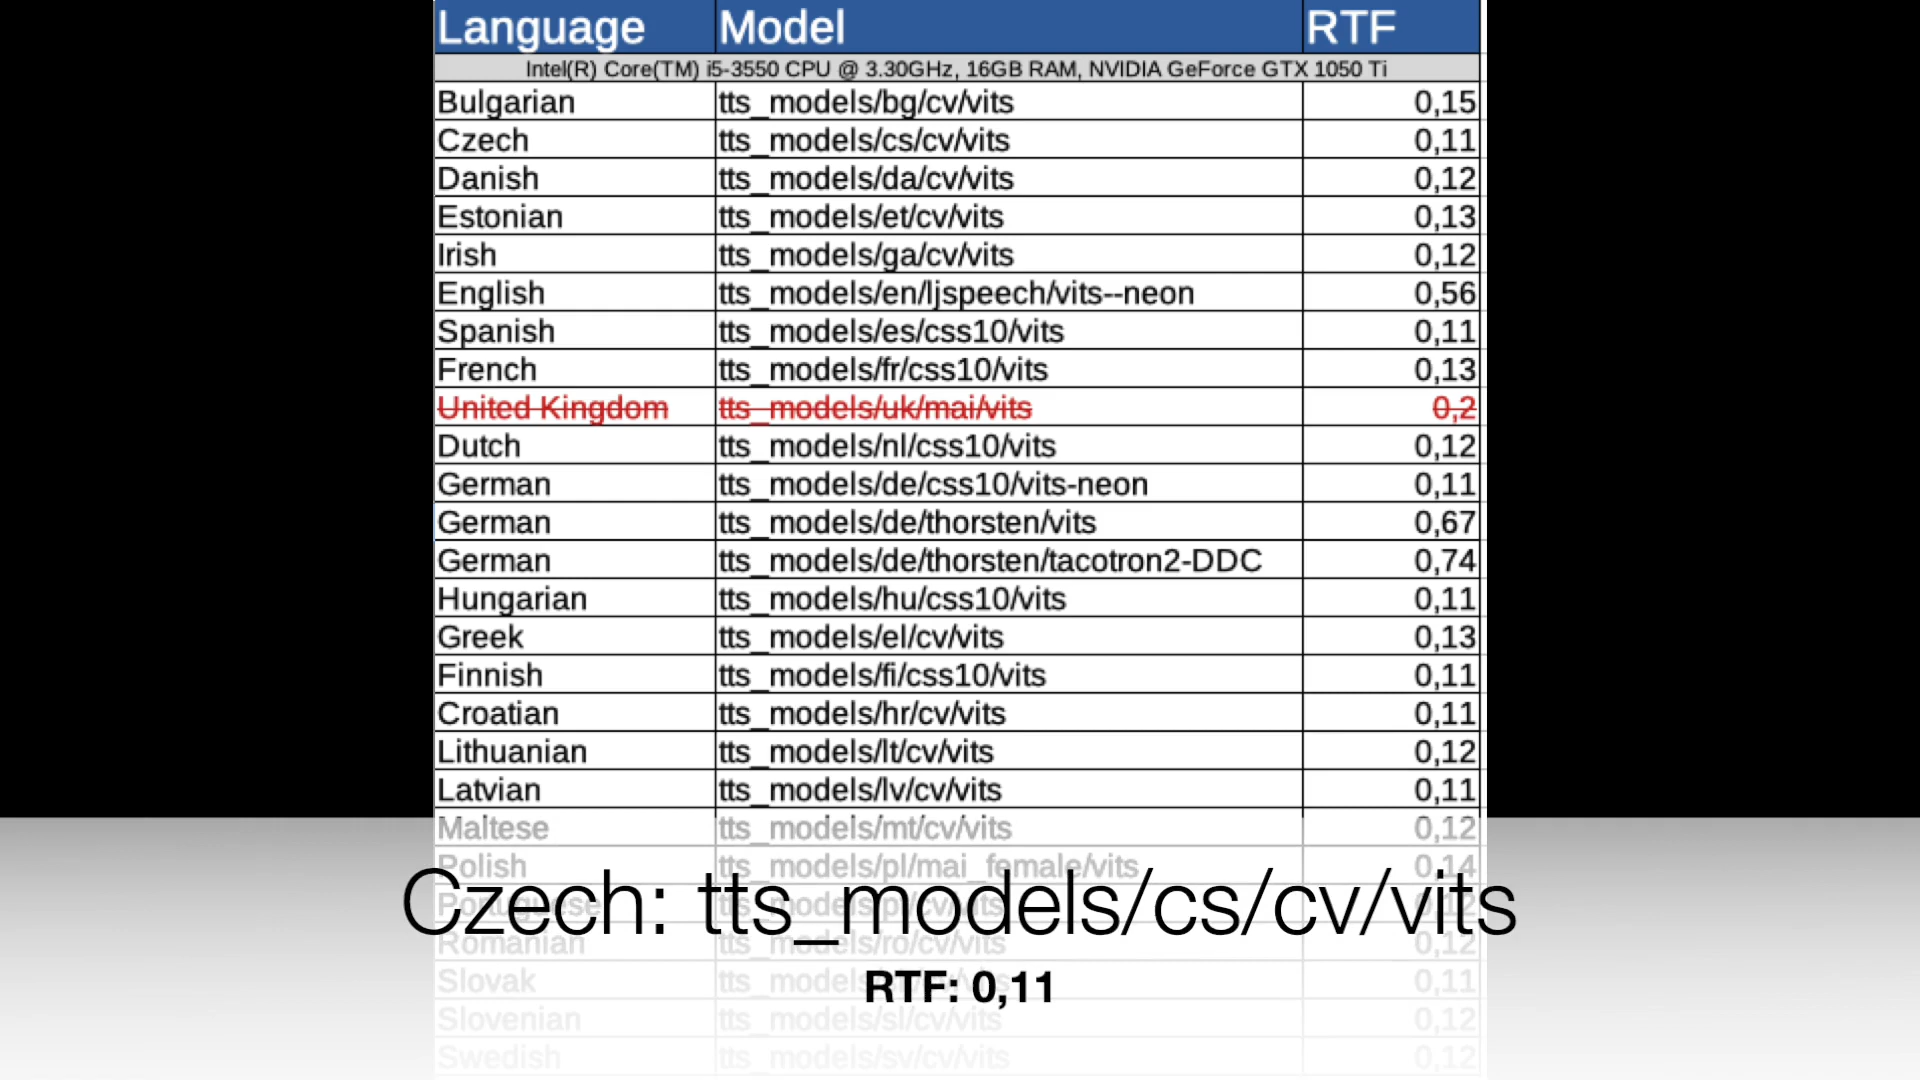 Language Model RTF
Intel(R) Core(TM) i5-3550 CPU @ 3.30GHz, 16GB RAM, NVIDIA GeForce GTX 1050 Ti
Bulgarian tts_models/bg/cv/vits 0,15
Czech tts_models/cs/cv/vits 0,11
Danish tts_models/da/cv/vits 0,12
Estonian tts_models/et/cv/vits 0,13
Irish tts_models/ga/cv/vits 0,12
English tts_models/en/ljspeech/vits--neon 0,56
Spanish tts_models/es/css10/vits 0,11
French tts_models/fr/css10/vits 0,13
United Kingdom tts_models/uk/mai/vits 0,2
Dutch tts_models/nl/css10/vits 0,12
German tts_models/de/css10/vits-neon 0,11
German tts_models/de/thorsten/vits 0,67
German tts_models/de/thorsten/tacotron2-DDC 0,74
Hungarian tts_models/hu/css10/vits 0,11
Greek tts_models/el/cv/vits 0,13
Finnish tts_models/fi/css10/vits 0,11
Croatian tts_models/hr/cv/vits 0,11
Lithuanian tts_models/lt/cv/vits 0,12
Latvian tts_models/lv/cv/vits 0,11
Maltese tts_models/mt/cv/vits 0,12
Polish tts_models/pl/mai_female/vits 0,14
Czech: tts_models/cs/cv/vits
Portuguese tts_models/pt/cv/vits
Romanian tts_models/ro/cv/vits 0,12
Slovak 0,11
RTF: 0,11
Slovenian tts_models/sl/cv/vits 0,12
Swedish tts_models/sv/cv/vits 0,12